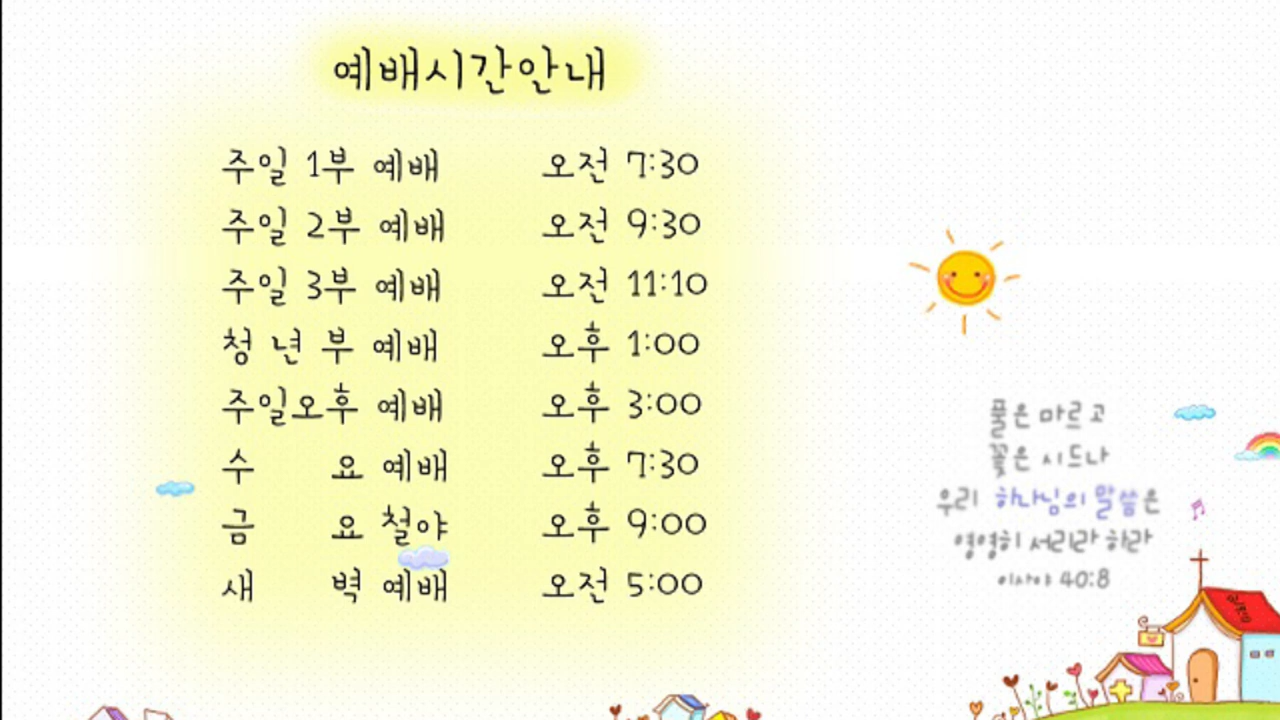 예배시간안내
주일 1부 예배 오전 7:30
주일 2부 예배 오전 9:30
주일 3부 예배 오전 11:10
청 년 부 예배 오후 1:00
주일오후 예배 오후 3:00
수 요 예배 오후 7:30
금 요 철야 오후 9:00
새 벽 예배 오전 5:00
풀은 마르고
꽃은 시드나
우리 하나님의 말씀은
영영히 서리라 하라
이사야 40:8